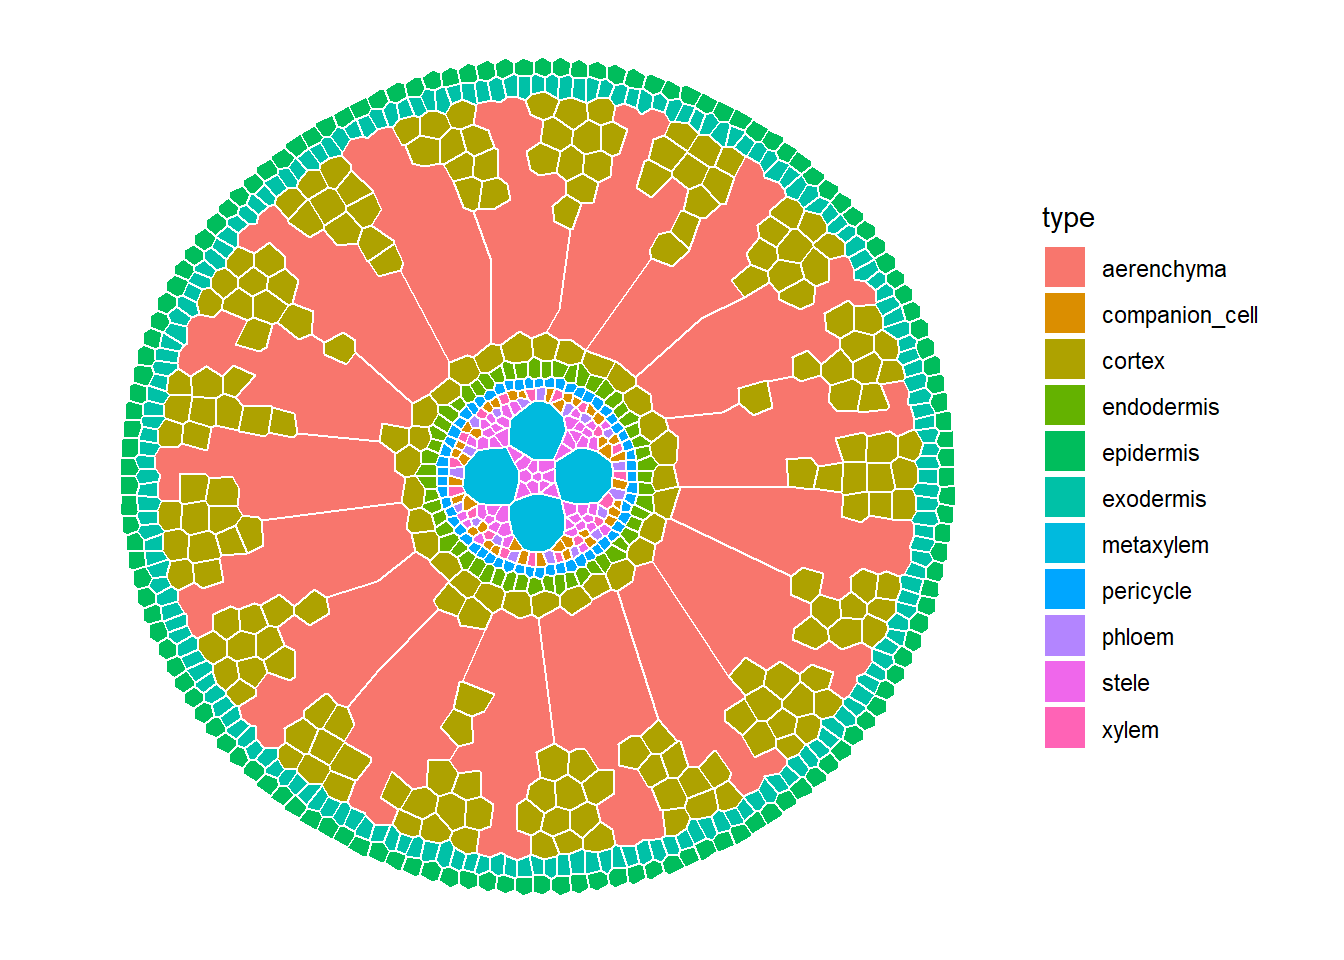 type
aerenchyma
companion_cell
cortex
endodermis
epidermis
exodermis
metaxylem
pericycle
phloem
stele
xylem